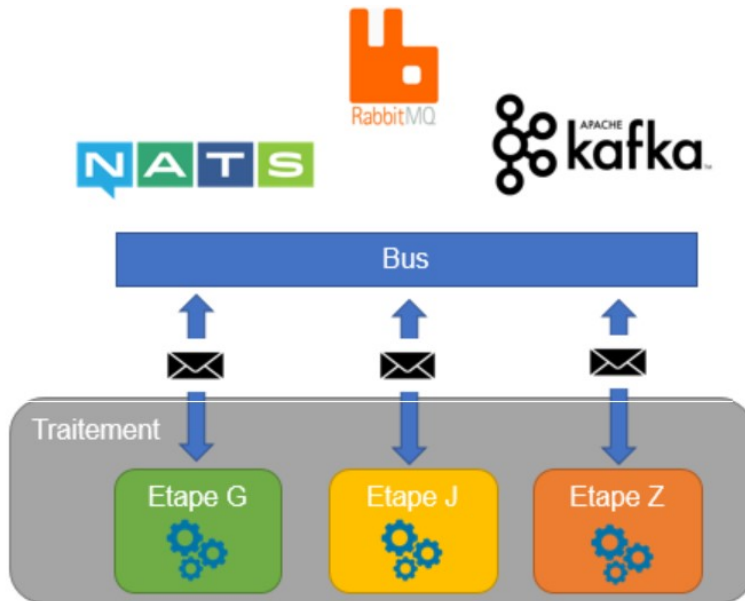 RabbitMQ
NATS
APACHE
kafka
Bus
Traitement
Etape G
Etape J
Etape Z